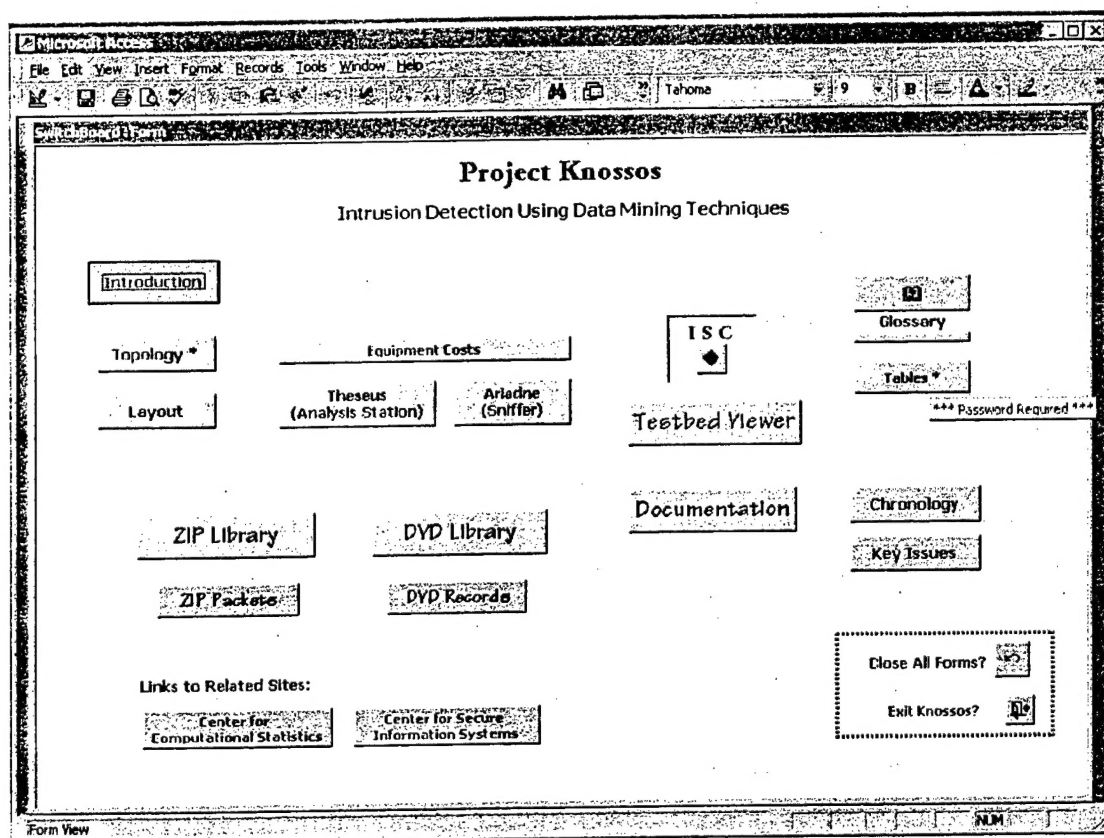 Microsoft Access
File Edit View Insert Format Records Tools Window Help
Tahoma 9 B A
SwitchBoard : Form
Project Knossos
Intrusion Detection Using Data Mining Techniques
Introduction
Topology *
Layout
Equipment Costs
Theseus
(Analysis Station)
Ariadne
(Sniffer)
I S C
Testbed Viewer
Documentation
Glossary
Tables *
*** Password Required ***
Chronology
Key Issues
ZIP Library
DVD Library
ZIP Packets
DVD Records
Close All Forms?
Exit Knossos?
Links to Related Sites:
Center for
Computational Statistics
Center for Secure
Information Systems
Form View
NUM